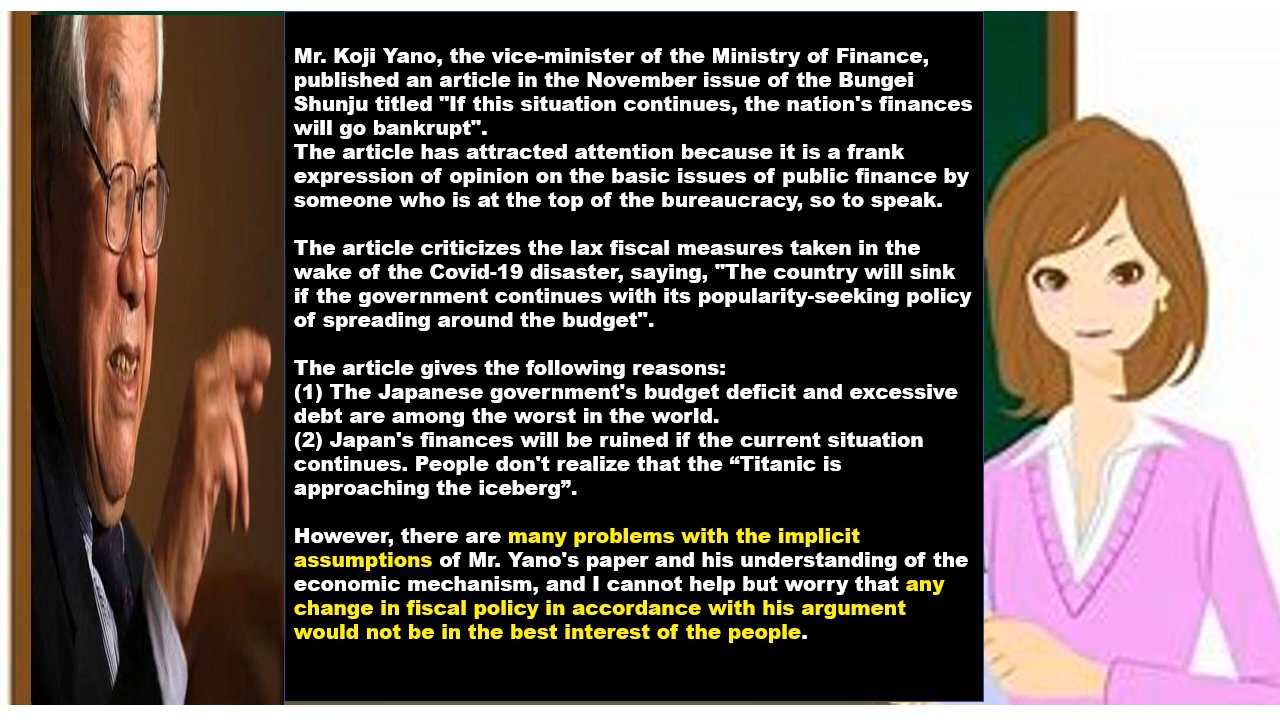 Mr. Koji Yano, the vice-minister of the Ministry of Finance,
published an article in the November issue of the Bungei
Shunju titled "If this situation continues, the nation's finances
will go bankrupt".
The article has attracted attention because it is a frank
expression of opinion on the basic issues of public finance by
someone who is at the top of the bureaucracy, so to speak.
The article criticizes the lax fiscal measures taken in the
wake of the Covid-19 disaster, saying, "The country will sink
if the government continues with its popularity-seeking policy
of spreading around the budget".
The article gives the following reasons:
(1) The Japanese government's budget deficit and excessive
debt are among the worst in the world.
(2) Japan's finances will be ruined if the current situation
continues. People don't realize that the “Titanic is
approaching the iceberg”.
However, there are many problems with the implicit
assumptions of Mr. Yano's paper and his understanding of the
economic mechanism, and I cannot help but worry that any
change in fiscal policy in accordance with his argument
would not be in the best interest of the people.